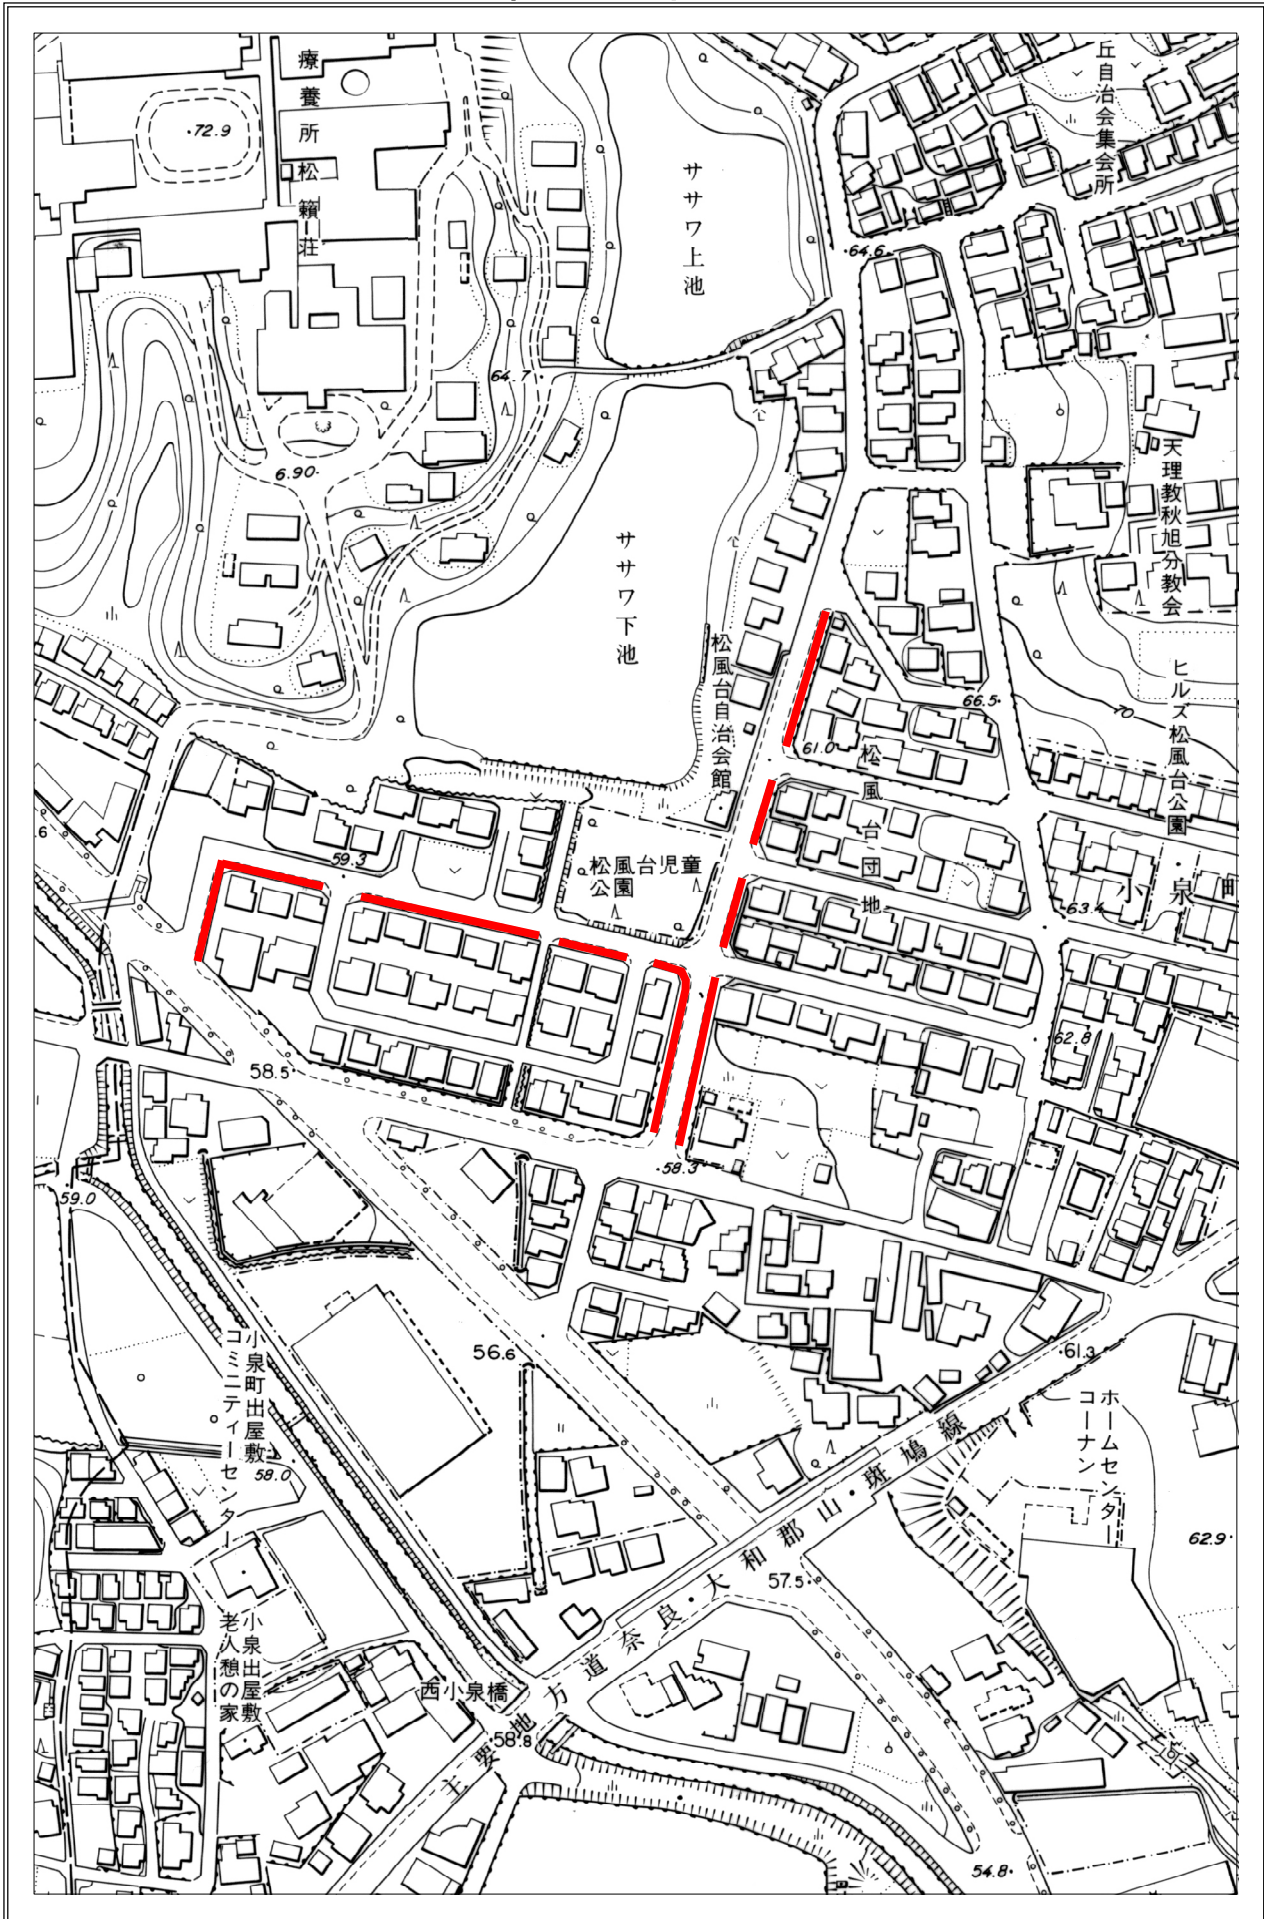 療養所松籟荘
丘自治会集会所
・72.9
ササワ上池
・64.6
64.7
6.90
天理教秋旭分教会
ササワ下池
松風台自治会館
ヒルズ松風台公園
66.5
70
61.0
松風台団地
59.3
松風台児童
公園
小泉町
63.4
62.8
58.5
・58.3
59.0
56.6
・61.3
小泉町出屋敷
コミニティーセンター
58.0
ホームセンター
コーナン
62.9
57.5
主要地方道奈良・大和郡山・斑鳩線
小泉出屋敷
老人憩の家
西小泉橋
58.8
54.8